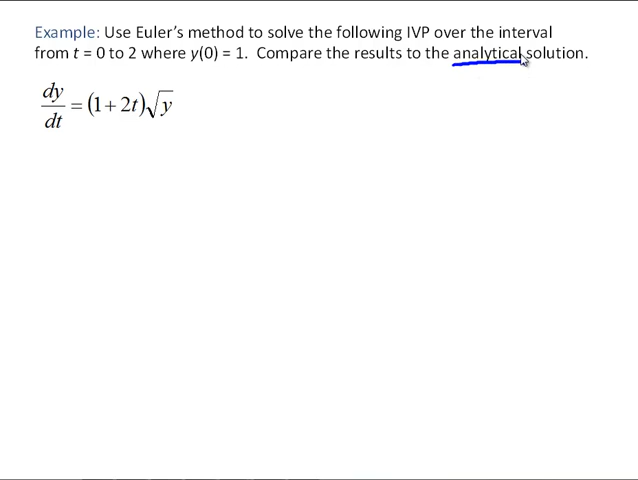 Example: Use Euler's method to solve the following IVP over the interval
from t = 0 to 2 where y(0) = 1. Compare the results to the analytical solution.
dy/dt = (1 + 2t)√y